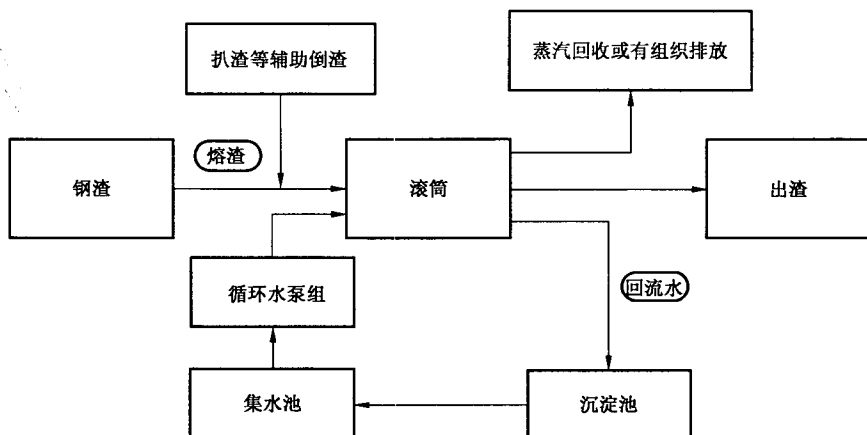 扒渣等辅助倒渣
蒸汽回收或有组织排放
熔渣
钢渣
滚筒
出渣
循环水泵组
回流水
集水池
沉淀池